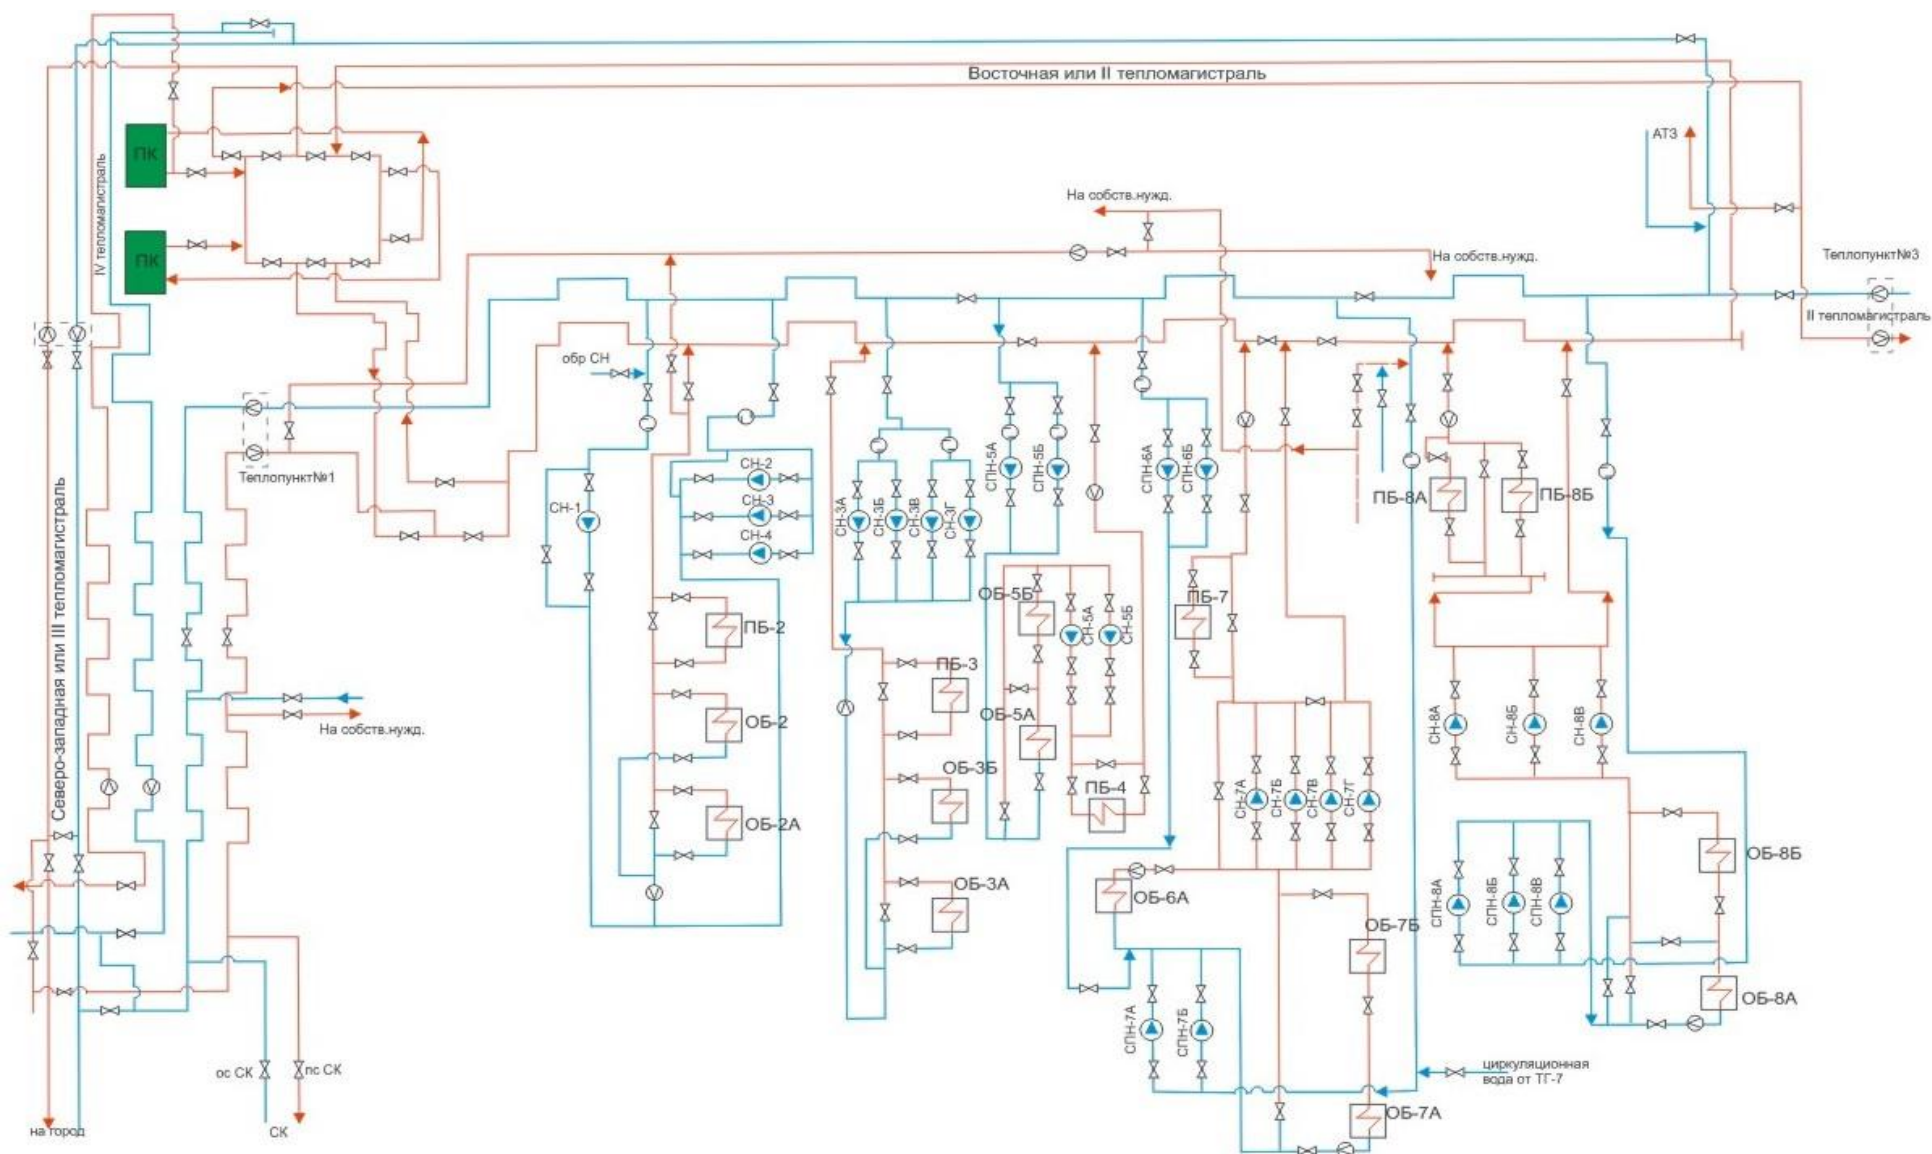 Восточная или II тепломагистраль
АТЗ
ПК
IV тепломагистраль
На собств.нужд.
ПК
На собств.нужд.
Теплопункт№3
II тепломагистраль
обр СН
Теплопункт№1
СН-1
СН-2
СН-3
СН-4
СН-3А
СН-3Б
СН-3В
СН-3Г
СПН-5А
СПН-5Б
СПН-6А
СПН-6Б
ПБ-8А
ПБ-8Б
Северо-западная или III тепломагистраль
ОБ-5Б
СН-5А
СН-5Б
ПБ-7
ПБ-2
ПБ-3
ОБ-2
ОБ-5А
СН-8А
СН-8Б
СН-8В
На собств.нужд.
ОБ-3Б
ПБ-4
СН-7А
СН-7Б
СН-7В
СН-7Г
ОБ-2А
ОБ-8Б
ОБ-3А
ОБ-6А
СПН-8А
СПН-8Б
СПН-8В
ОБ-7Б
ОБ-8А
СПН-7А
СПН-7Б
ос СК
пс СК
циркуляционная
вода от ТГ-7
ОБ-7А
на город
СК